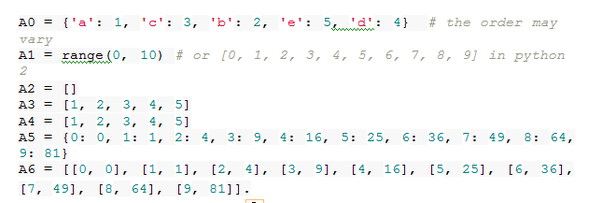 A0 = {'a': 1, 'c': 3, 'b': 2, 'e': 5, 'd': 4} # the order may
vary
A1 = range(0, 10) # or [0, 1, 2, 3, 4, 5, 6, 7, 8, 9] in python
2
A2 = []
A3 = [1, 2, 3, 4, 5]
A4 = [1, 2, 3, 4, 5]
A5 = {0: 0, 1: 1, 2: 4, 3: 9, 4: 16, 5: 25, 6: 36, 7: 49, 8: 64,
9: 81}
A6 = [[0, 0], [1, 1], [2, 4], [3, 9], [4, 16], [5, 25], [6, 36],
[7, 49], [8, 64], [9, 81]].